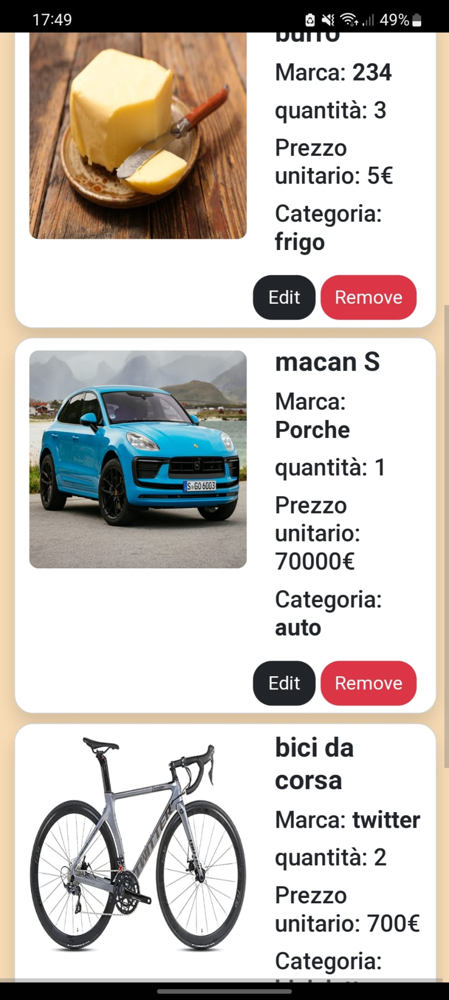 17:49
49%
burro
Marca: 234
quantità: 3
Prezzo
unitario: 5€
Categoria:
frigo
Edit
Remove
macan S
Marca:
Porche
quantità: 1
Prezzo
unitario:
70000€
Categoria:
auto
S GO 6003
Edit
Remove
bici da
corsa
Marca: twitter
quantità: 2
Prezzo
unitario: 700€
Categoria:
TWITTER